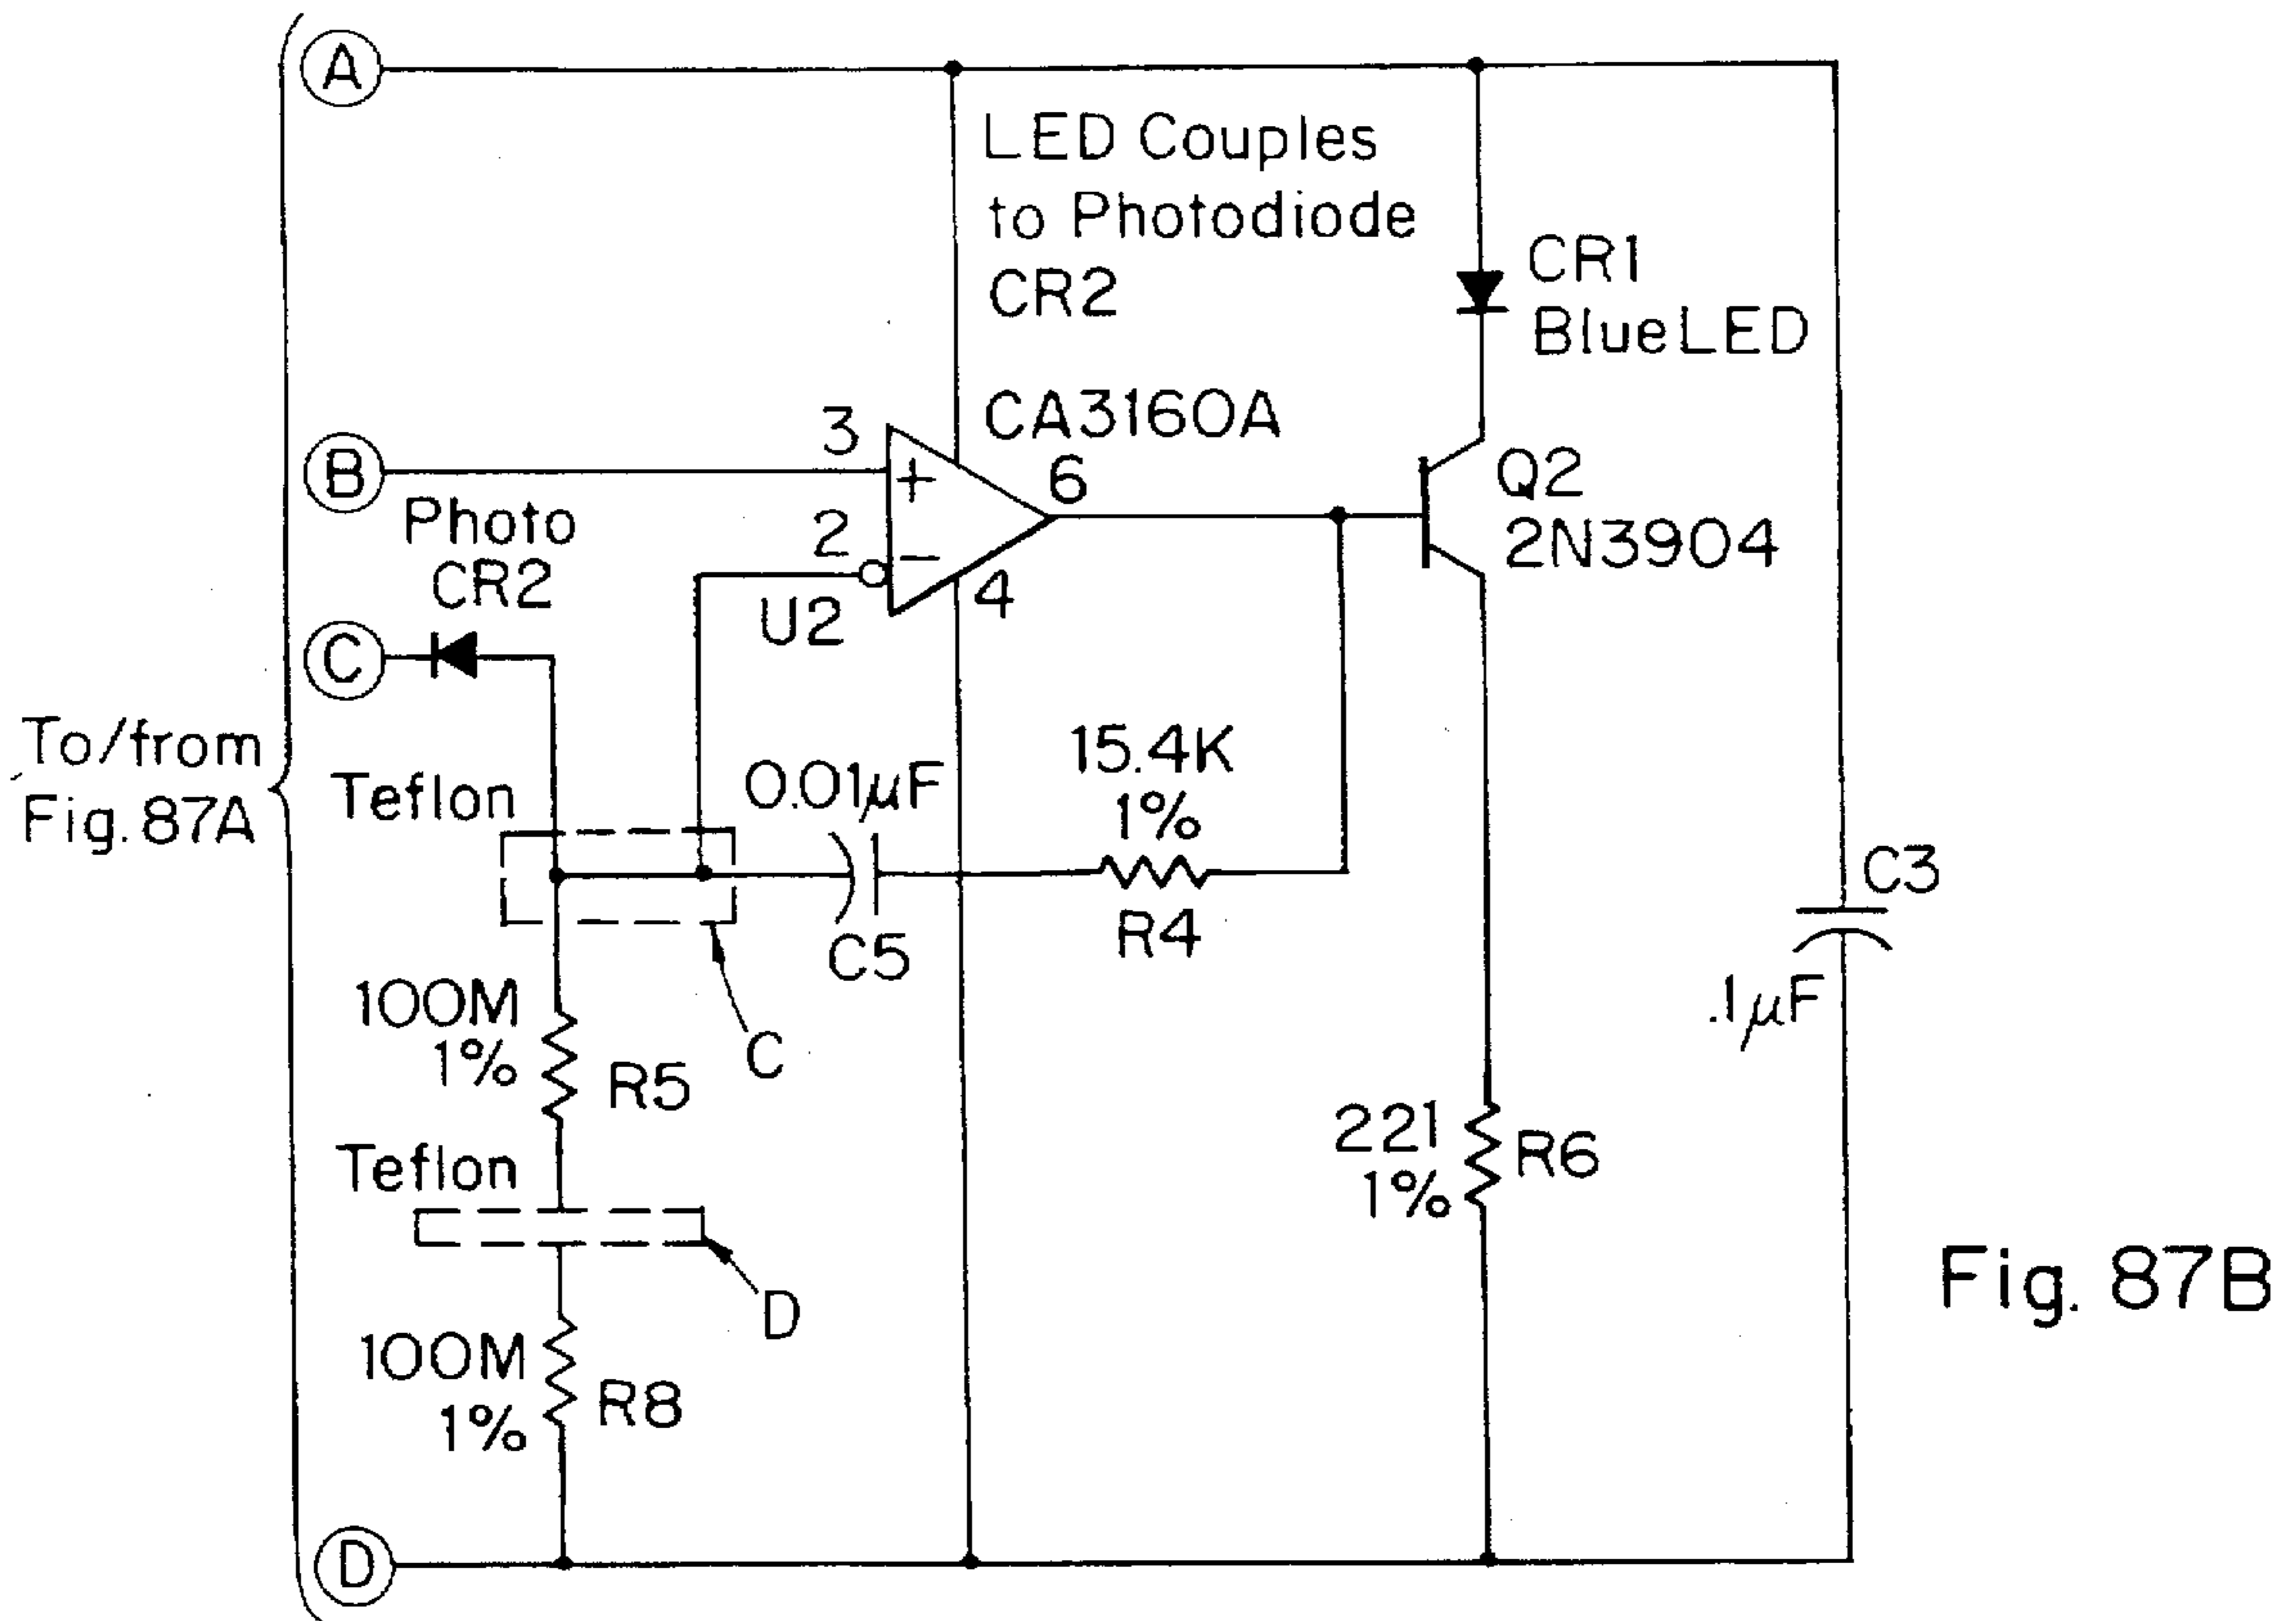 A
LED Couples
to Photodiode
CR2
CR1
BlueLED
CA3160A
3
+
6
B
Q2
2N3904
Photo
CR2
2
−
4
U2
C
To/from
Fig. 87A
Teflon
0.01μF
15.4K
1%
C5
R4
C3
.1μF
100M
1%
R5
C
Teflon
221
1%
R6
D
Fig. 87B
100M
1%
R8
D